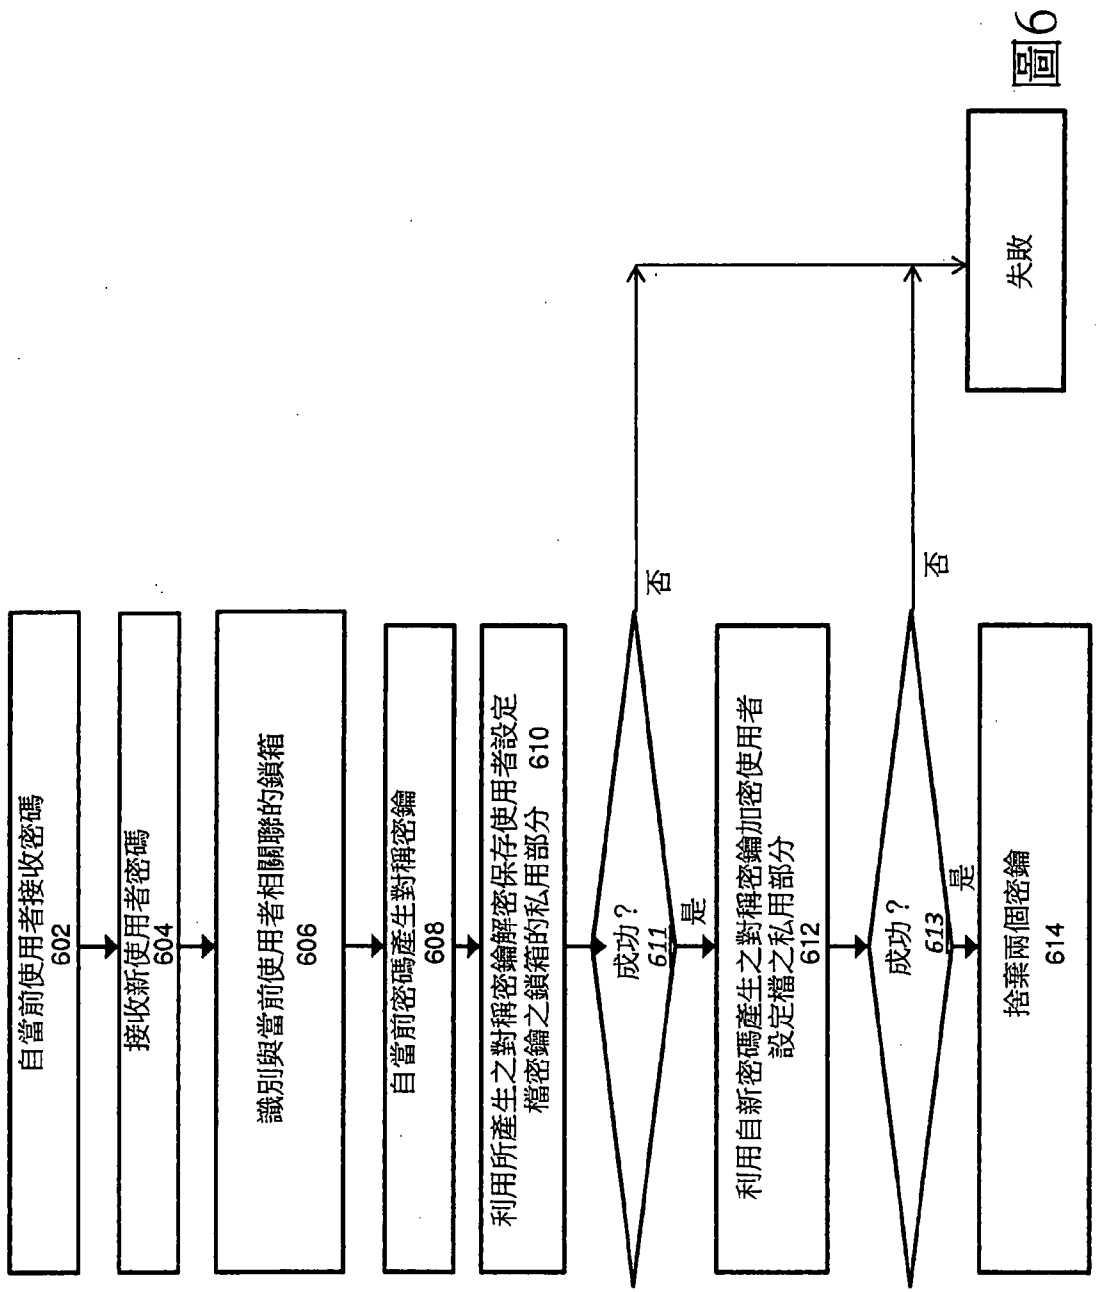 自當前使用者接收密碼
602
接收新使用者密碼
604
識別與當前使用者相關聯的鎖箱
606
自當前密碼產生對稱密鑰
608
利用所產生之對稱密鑰解密保存使用者設定
檔密鑰之鎖箱的私用部分 610
成功？
611
否
是
利用自新密碼產生之對稱密鑰加密使用者
設定檔之私用部分
612
成功？
613
否
是
捨棄兩個密鑰
614
失敗
圖6